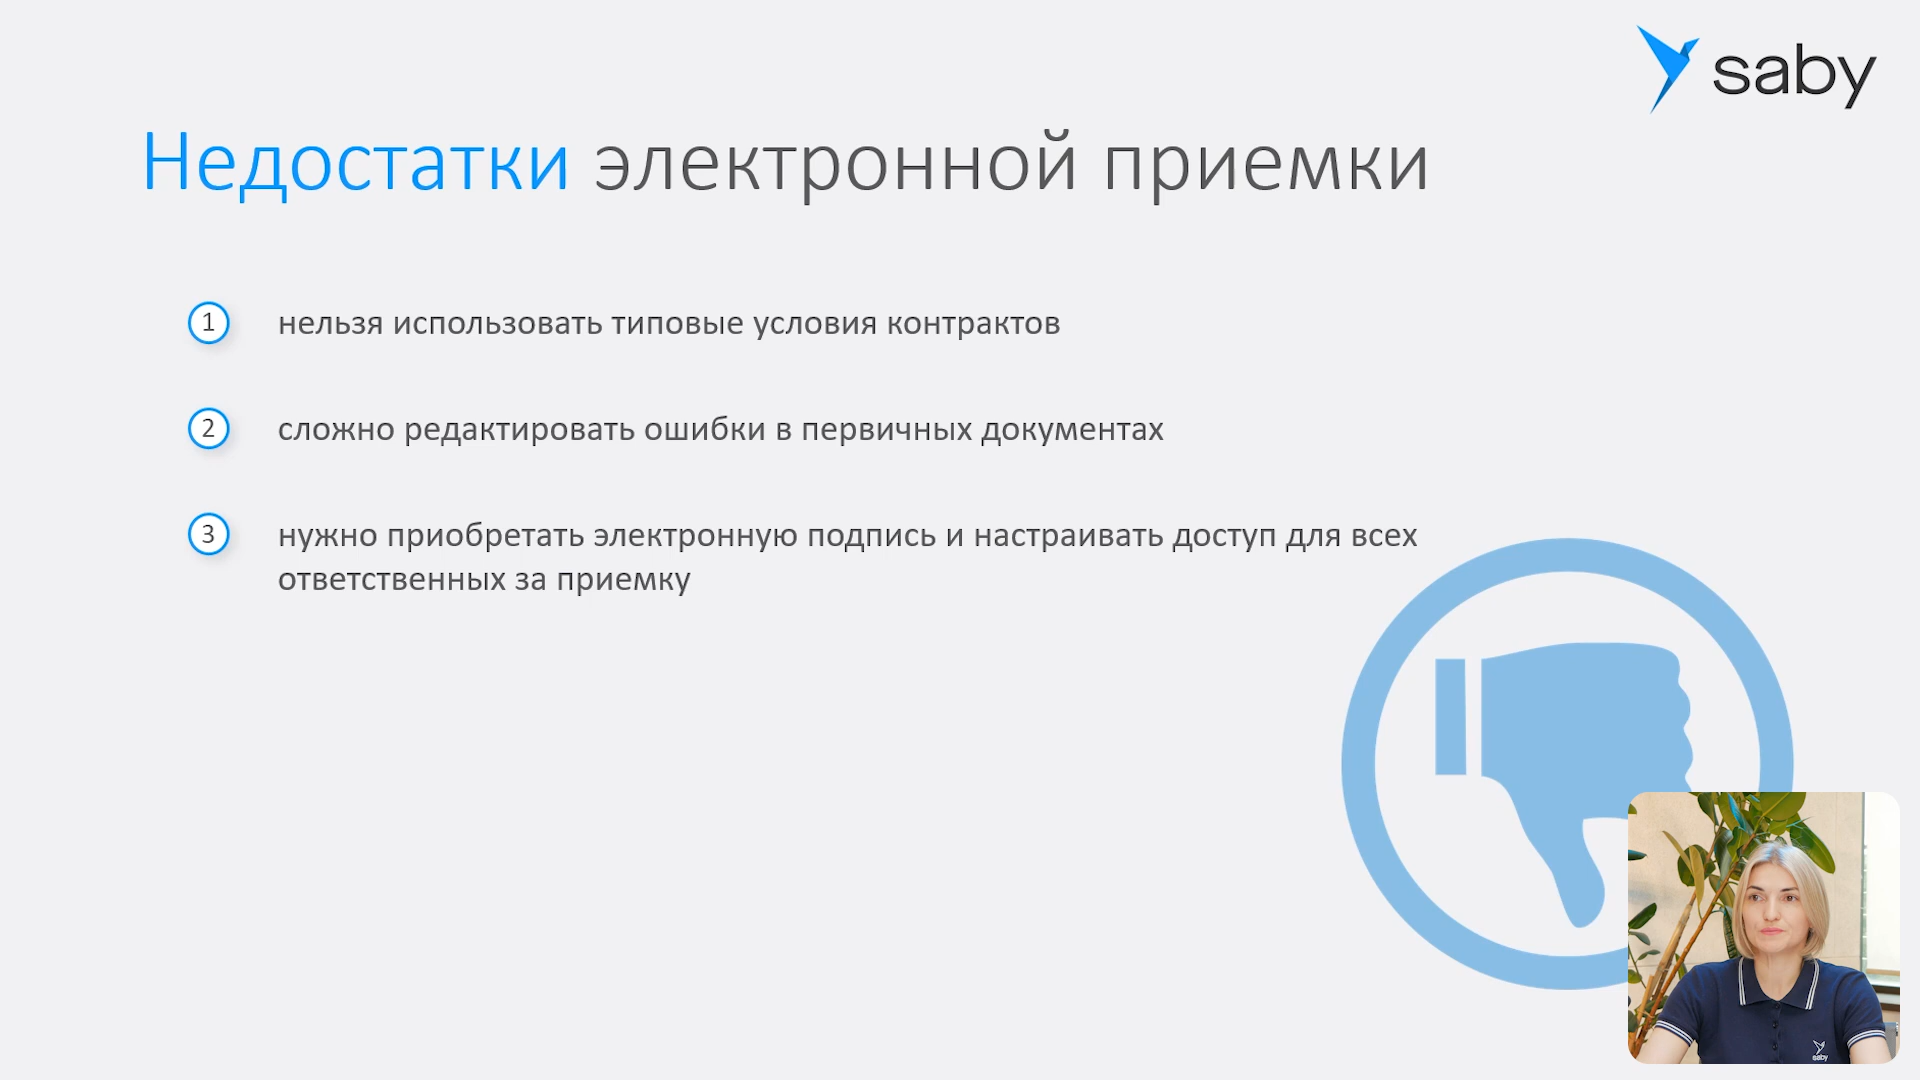 saby
Недостатки электронной приемки
1 нельзя использовать типовые условия контрактов
2 сложно редактировать ошибки в первичных документах
3 нужно приобретать электронную подпись и настраивать доступ для всех
ответственных за приемку
saby